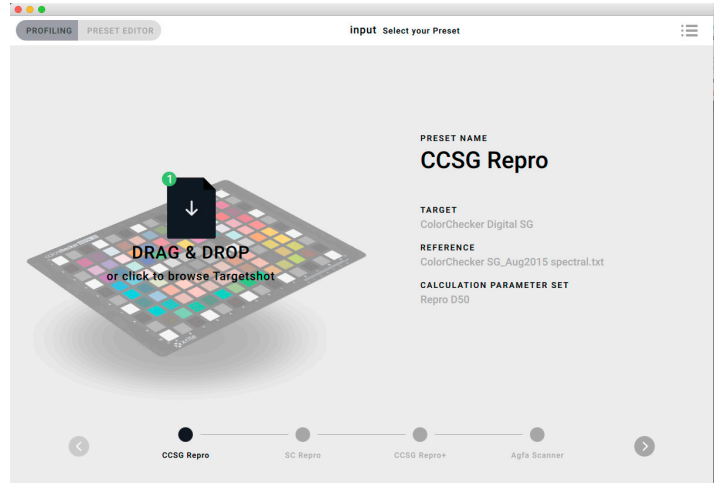 PROFILING
PRESET EDITOR
input Select your Preset
PRESET NAME
CCSG Repro
TARGET
ColorChecker Digital SG
REFERENCE
ColorChecker SG_Aug2015 spectral.txt
CALCULATION PARAMETER SET
Repro D50
1
DRAG & DROP
or click to browse Targetshot
colorchecker
x-rite
CCSG Repro
SC Repro
CCSG Repro+
Agfa Scanner